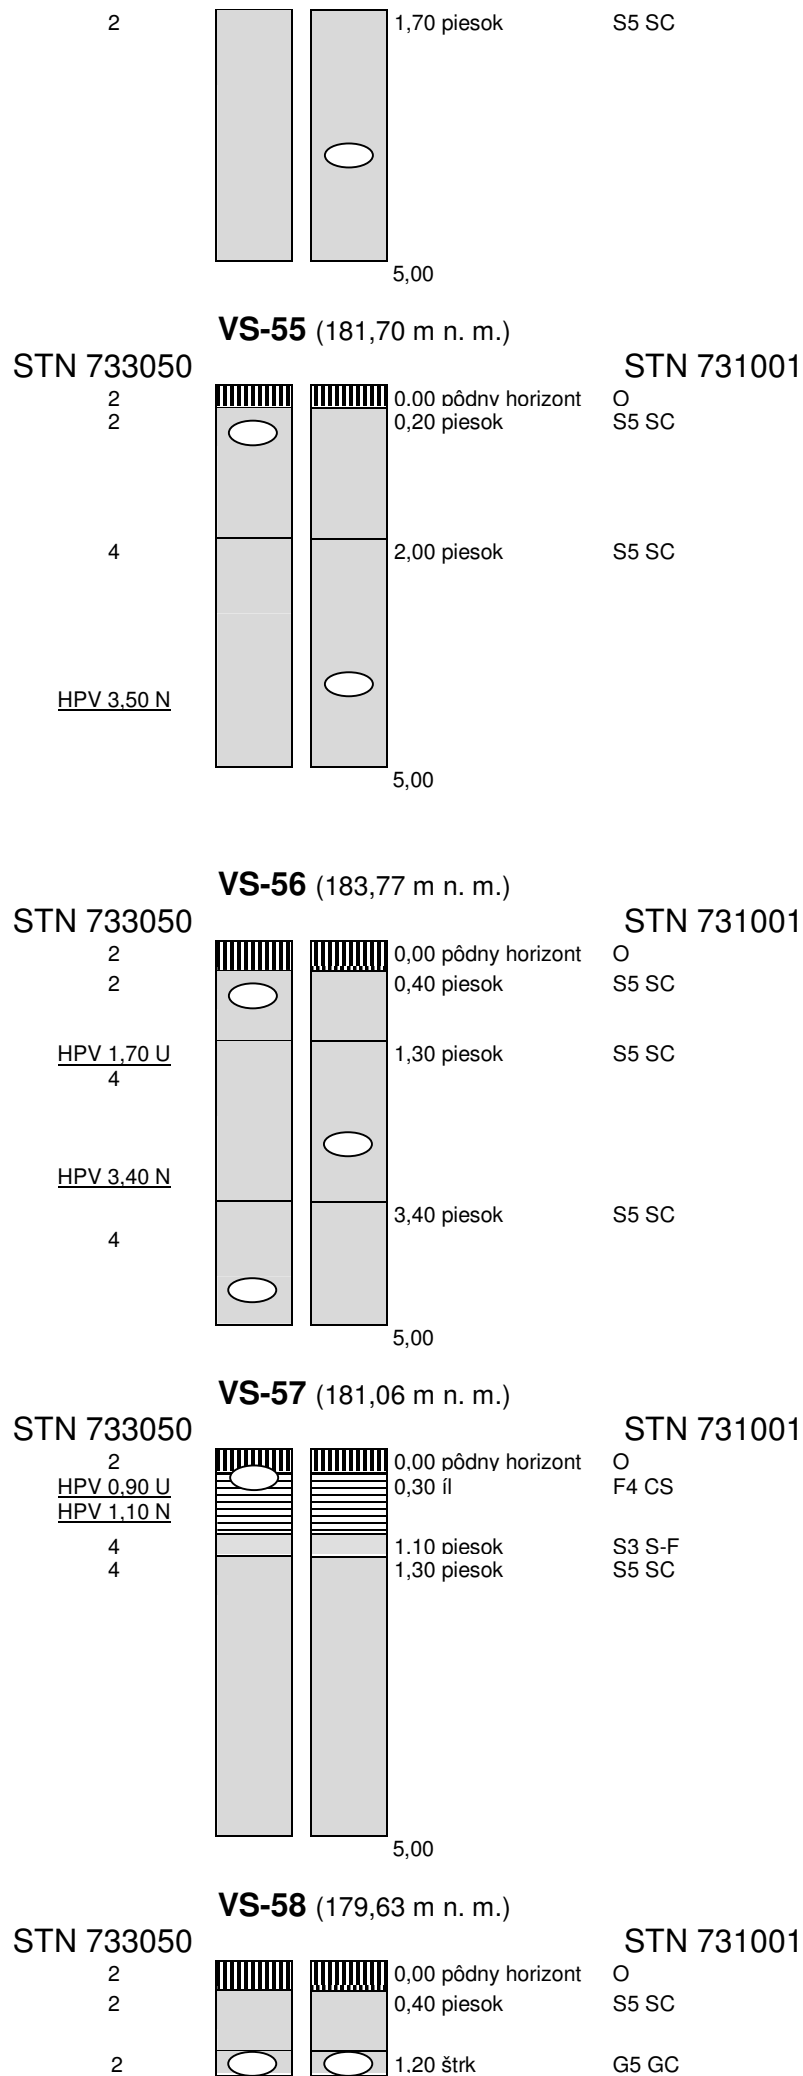 2 1,70 piesok S5 SC
5,00
VS-55 (181,70 m n. m.)
STN 733050 STN 731001
2 0,00 pôdny horizont O
2 0,20 piesok S5 SC
4 2,00 piesok S5 SC
HPV 3,50 N
5,00
VS-56 (183,77 m n. m.)
STN 733050 STN 731001
2 0,00 pôdny horizont O
2 0,40 piesok S5 SC
HPV 1,70 U 1,30 piesok S5 SC
4
HPV 3,40 N
3,40 piesok S5 SC
4
5,00
VS-57 (181,06 m n. m.)
STN 733050 STN 731001
2 0,00 pôdny horizont O
HPV 0,90 U 0,30 íl F4 CS
HPV 1,10 N
4 1,10 piesok S3 S-F
4 1,30 piesok S5 SC
5,00
VS-58 (179,63 m n. m.)
STN 733050 STN 731001
2 0,00 pôdny horizont O
2 0,40 piesok S5 SC
2 1,20 štrk G5 GC